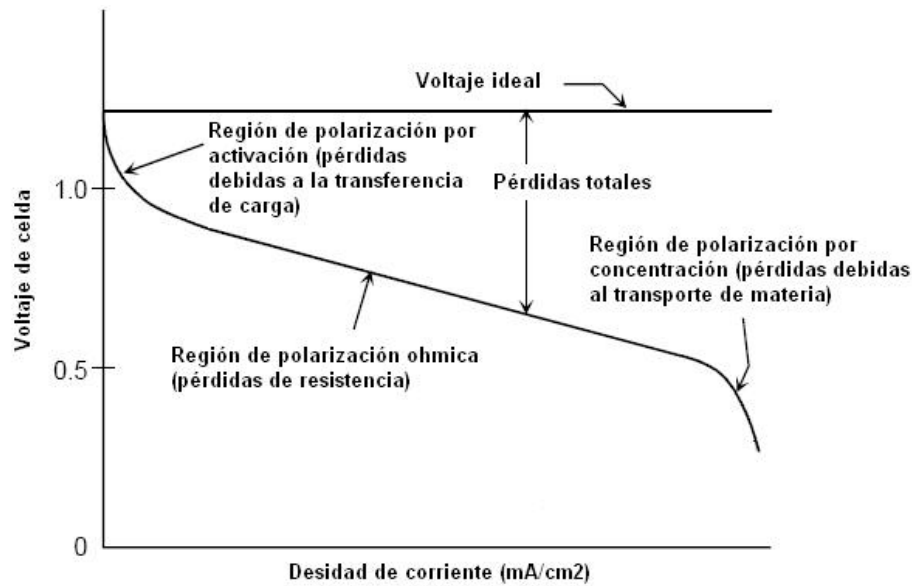 Voltaje ideal
Región de polarización por
activación (pérdidas
debidas a la transferencia
de carga)
Pérdidas totales
Región de polarización por
concentración (pérdidas debidas
al transporte de materia)
Región de polarización ohmica
(pérdidas de resistencia)
Voltaje de celda
1.0
0.5
0
Desidad de corriente (mA/cm2)